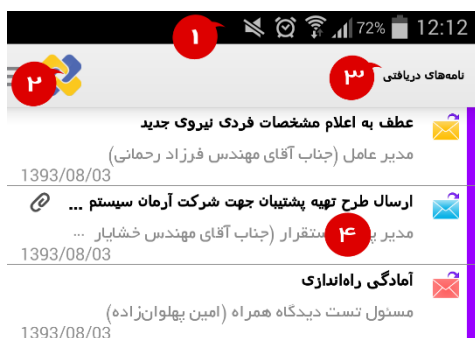 ۱
72% 12:12
۲
۳
نامه‌های دریافتی
عطف به اعلام مشخصات فردی نیروی جدید
مدیر عامل (جناب آقای مهندس فرزاد رحمانی)
1393/08/03
ارسال طرح تهیه پشتیبان جهت شرکت آرمان سیستم ...
۴
مدیر ستقرار (جناب آقای مهندس خشایار ...
1393/08/03
آمادگی راه‌اندازی
مسئول تست دیدگاه همراه (امین پهلوان‌زاده)
1393/08/03